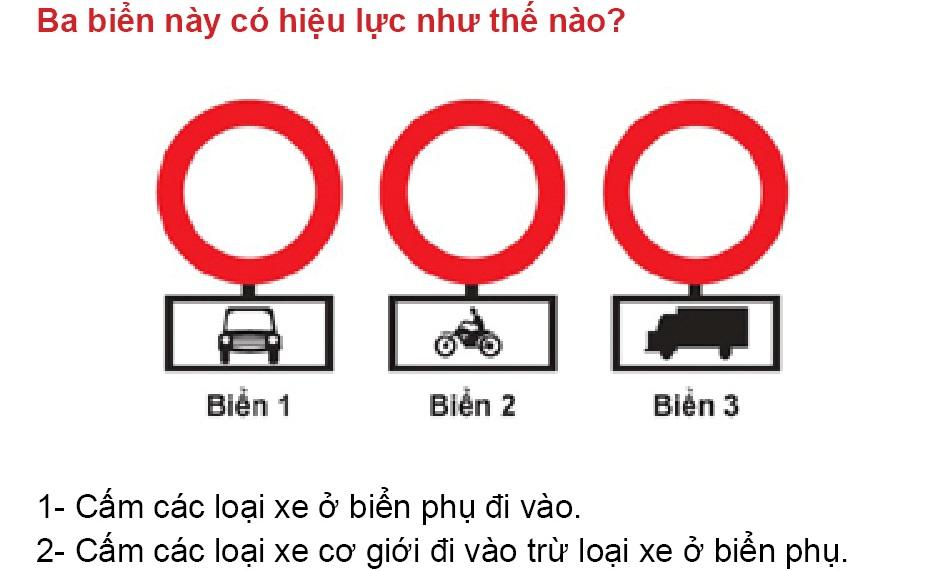 Ba biển này có hiệu lực như thế nào?
Biển 1
Biển 2
Biển 3
1- Cấm các loại xe ở biển phụ đi vào.
2- Cấm các loại xe cơ giới đi vào trừ loại xe ở biển phụ.